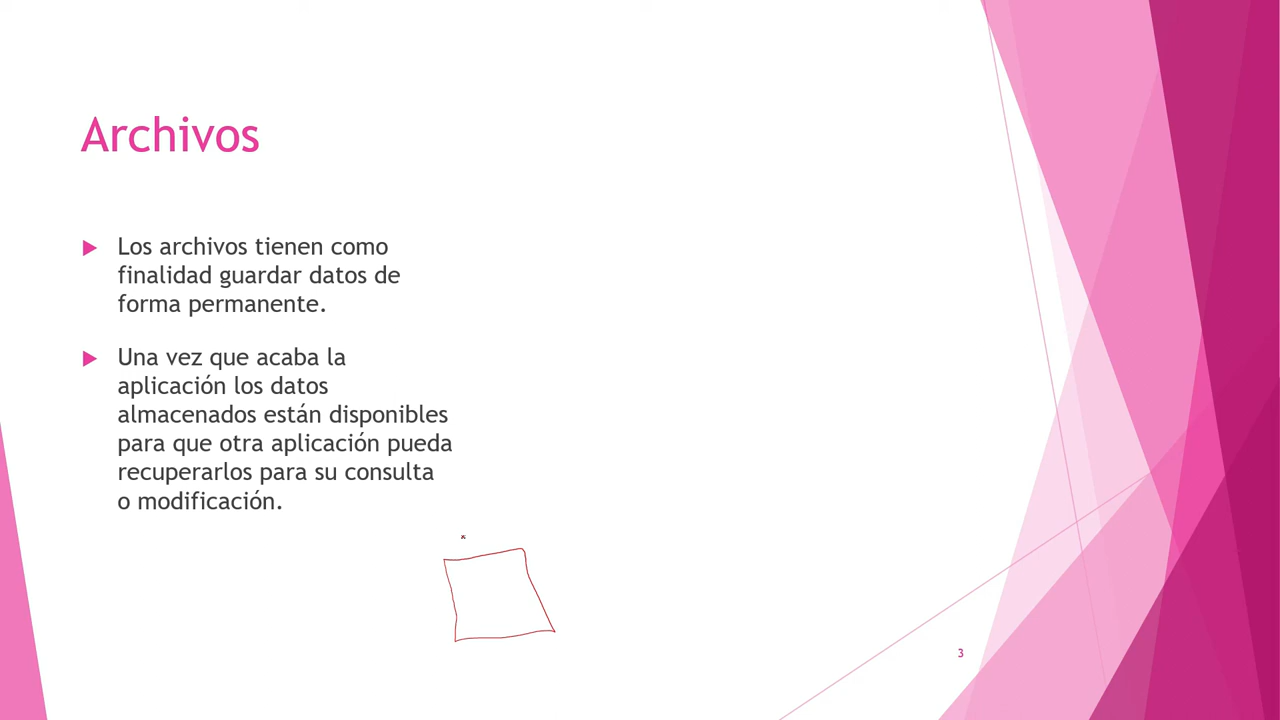 Archivos
Los archivos tienen como
finalidad guardar datos de
forma permanente.
Una vez que acaba la
aplicación los datos
almacenados están disponibles
para que otra aplicación pueda
recuperarlos para su consulta
o modificación.
3